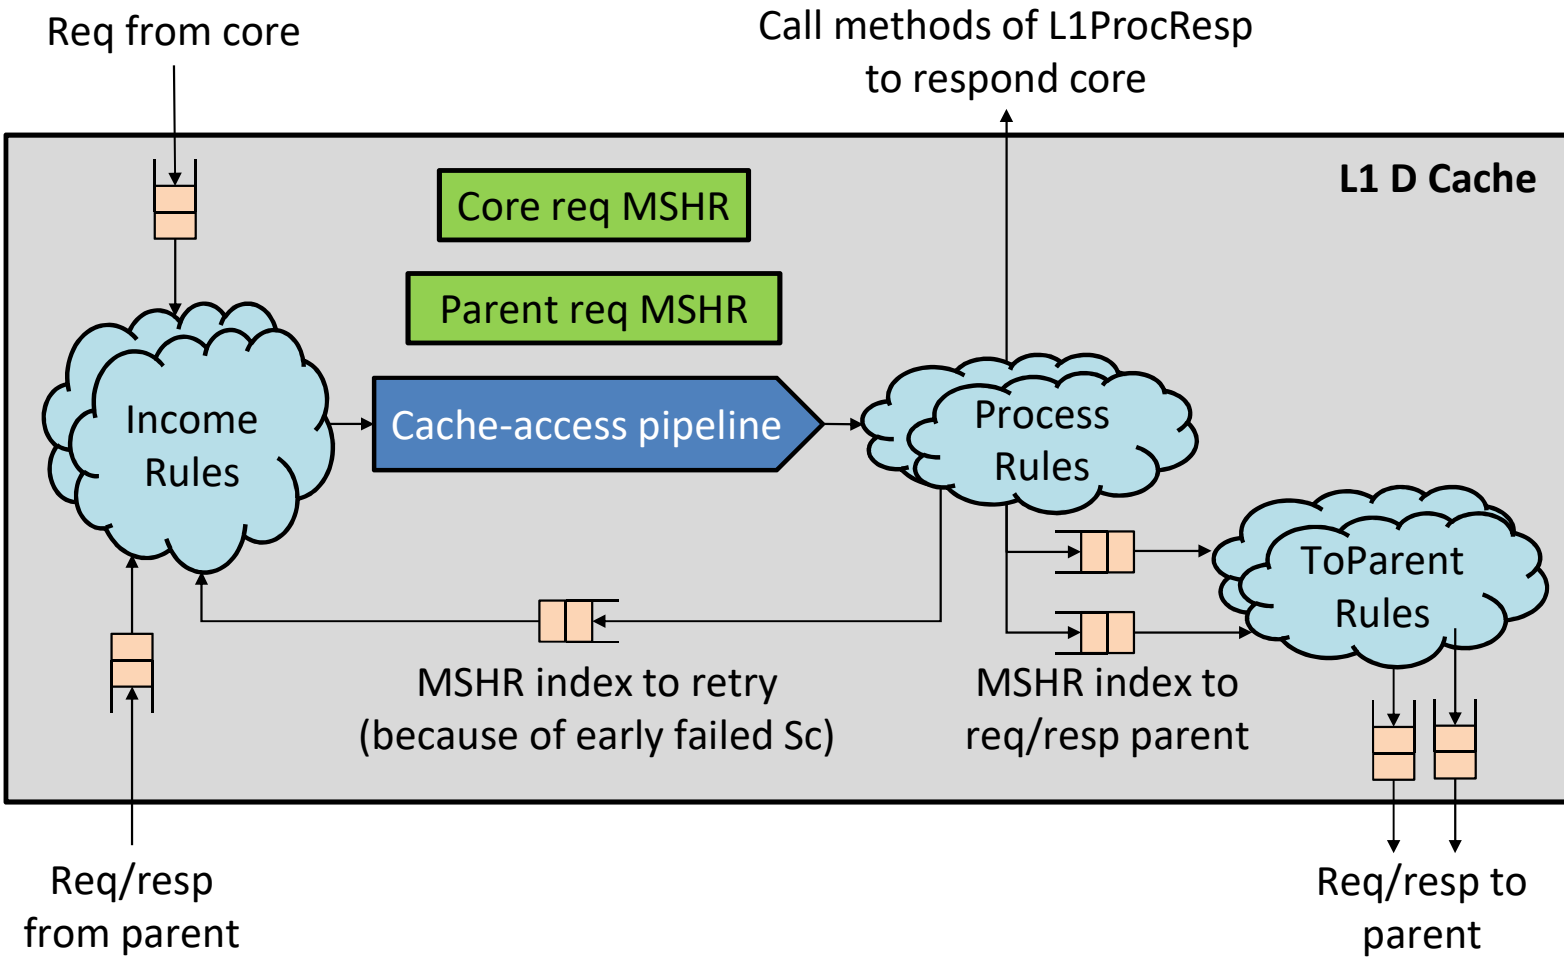 Req from core
Call methods of L1ProcResp
to respond core
L1 D Cache
Core req MSHR
Parent req MSHR
Income
Rules
Cache-access pipeline
Process
Rules
ToParent
Rules
MSHR index to retry
(because of early failed Sc)
MSHR index to
req/resp parent
Req/resp
from parent
Req/resp to
parent